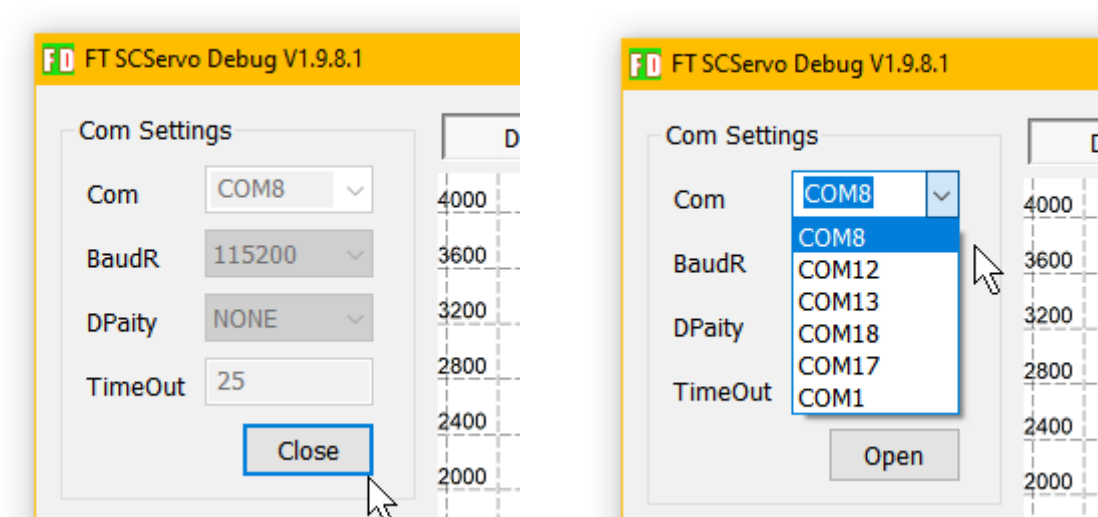 FD FT SCServo Debug V1.9.8.1
Com Settings
D
Com COM8
BaudR 115200
DPaity NONE
TimeOut 25
Close
4000
3600
3200
2800
2400
2000
FD FT SCServo Debug V1.9.8.1
Com Settings
Com COM8
COM8
COM12
COM13
COM18
COM17
COM1
BaudR
DPaity
TimeOut
Open
4000
3600
3200
2800
2400
2000